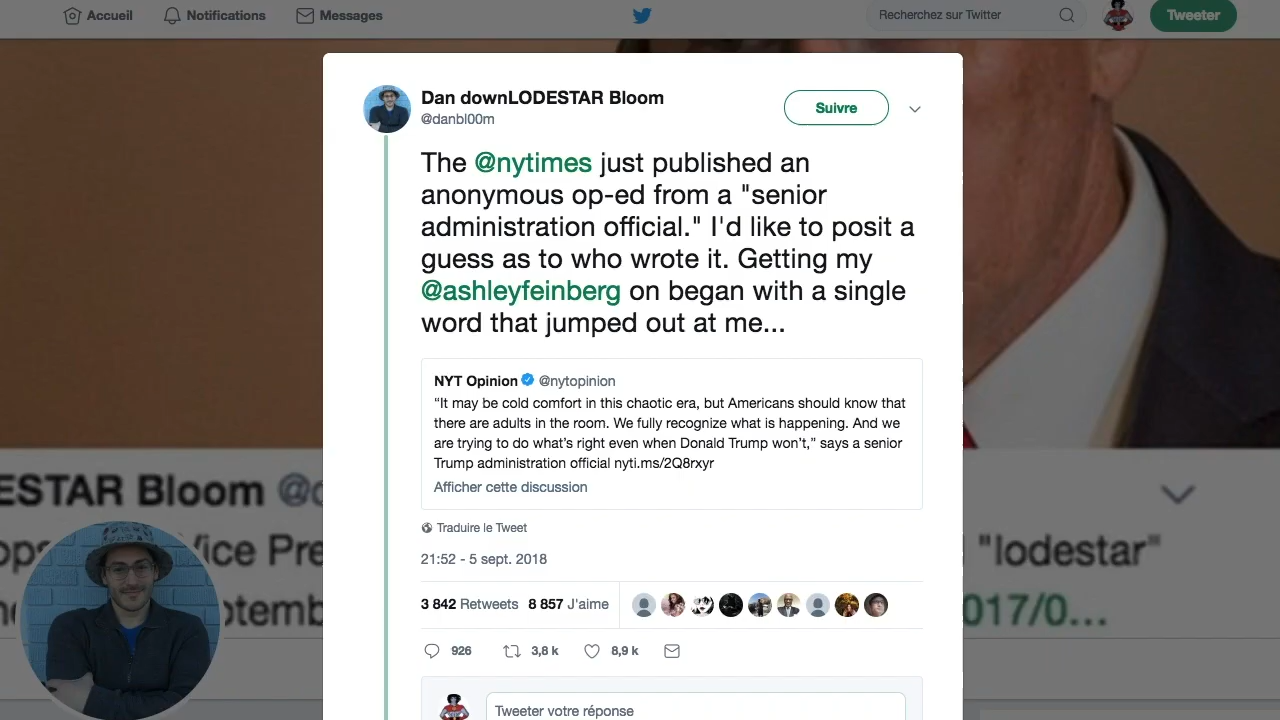 Accueil Notifications Messages Recherchez sur Twitter Tweeter
Dan downLODESTAR Bloom
@danbl00m
Suivre
The @nytimes just published an
anonymous op-ed from a "senior
administration official." I'd like to posit a
guess as to who wrote it. Getting my
@ashleyfeinberg on began with a single
word that jumped out at me...
NYT Opinion @nytopinion
“It may be cold comfort in this chaotic era, but Americans should know that
there are adults in the room. We fully recognize what is happening. And we
are trying to do what’s right even when Donald Trump won’t,” says a senior
Trump administration official nyti.ms/2Q8rxyr
Afficher cette discussion
Traduire le Tweet
21:52 - 5 sept. 2018
3 842 Retweets 8 857 J'aime
926 3,8 k 8,9 k
Tweeter votre réponse
ESTAR Bloom
Vice Pre
"lodestar"
017/0...